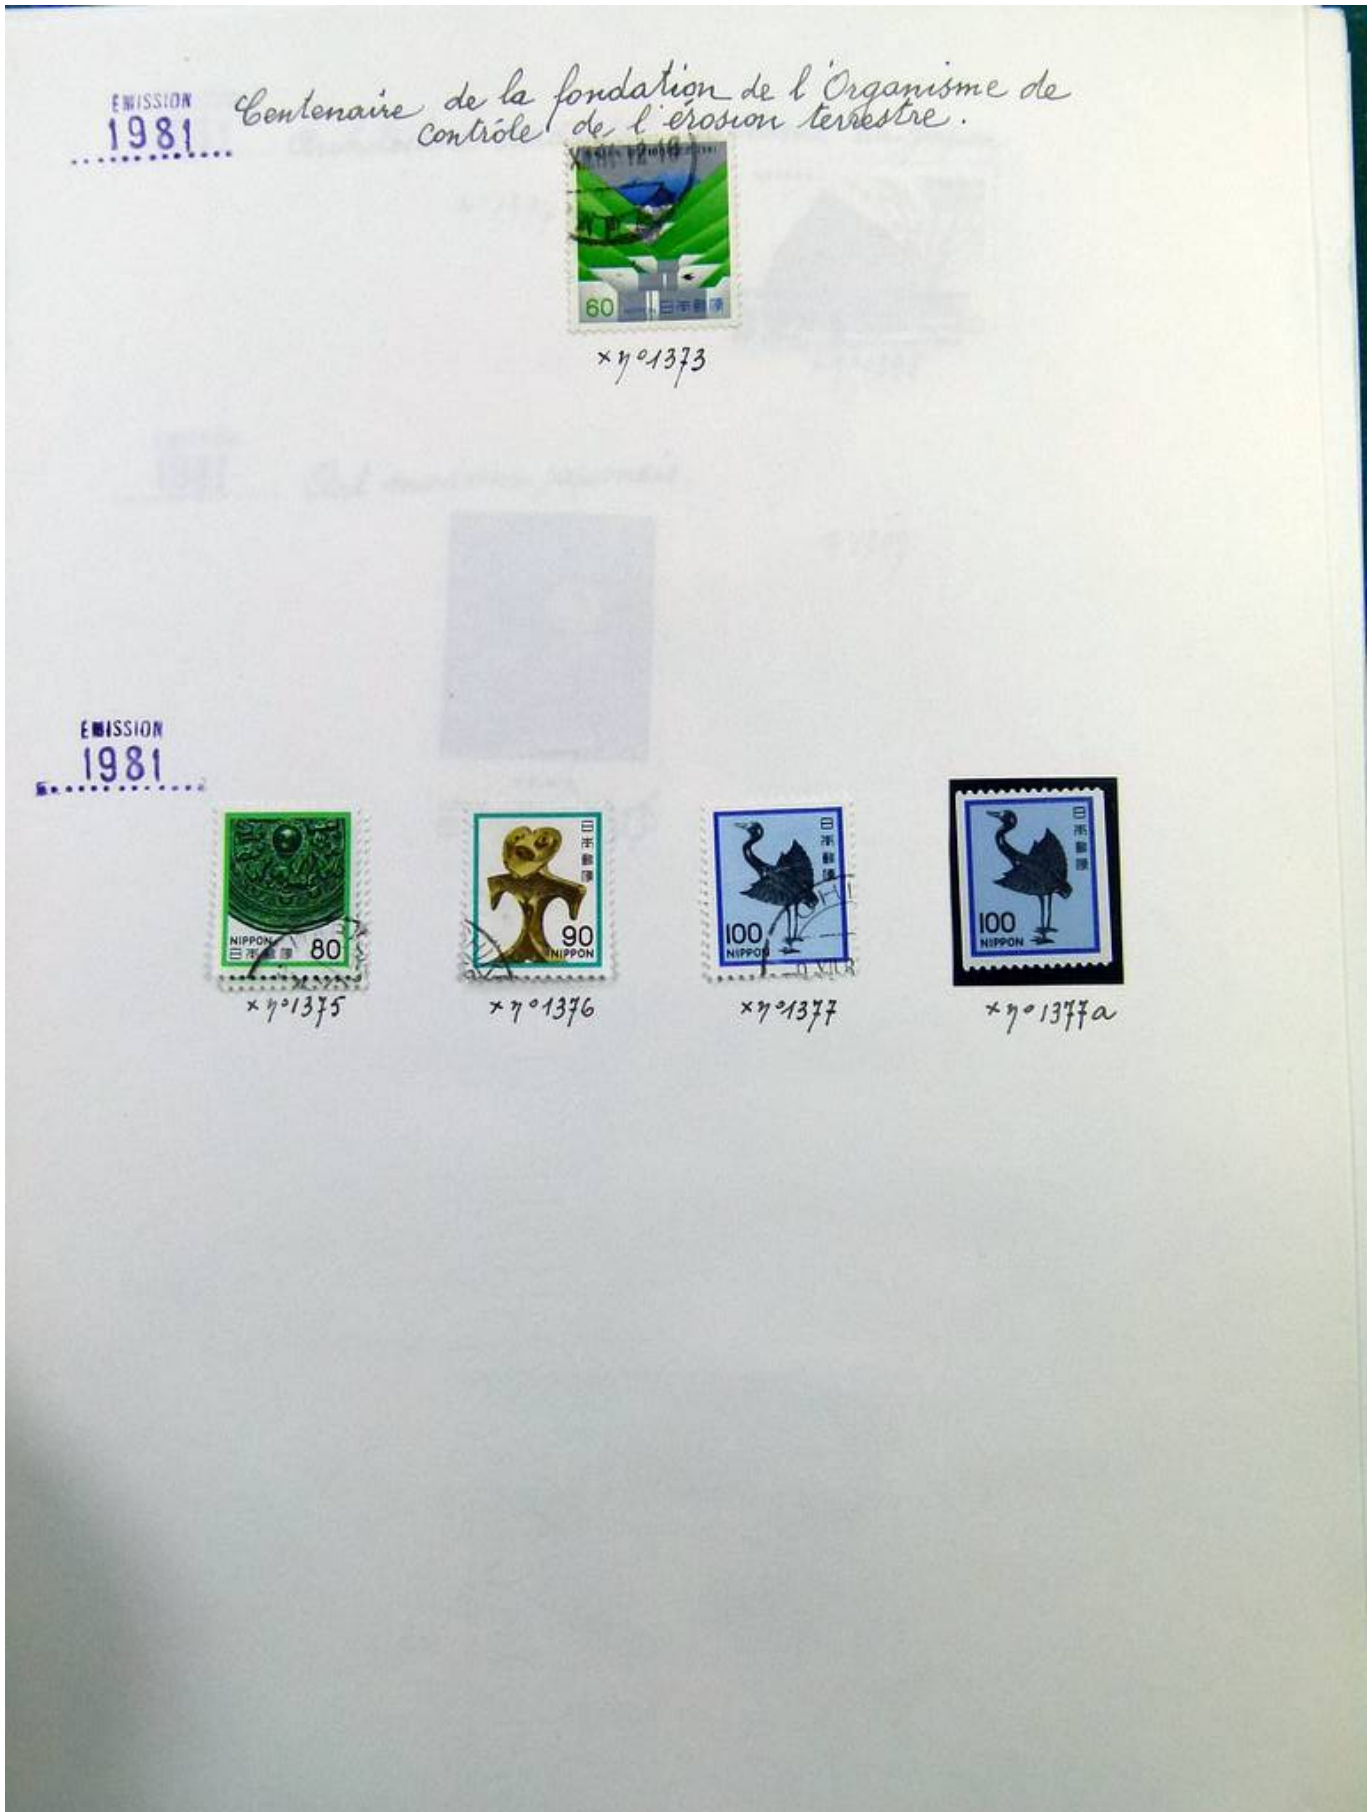 EMISSION
1981
Centenaire de la fondation de l'Organisme de
contrôle de l'érosion terrestre.
60 NIPPON 日本郵便
x n° 1373
EMISSION
1981
NIPPON
日本郵便 80
x n° 1375
日本郵便
90
NIPPON
x n° 1376
日本郵便
100
NIPPON
x n° 1377
日本郵便
100
NIPPON
x n° 1377a